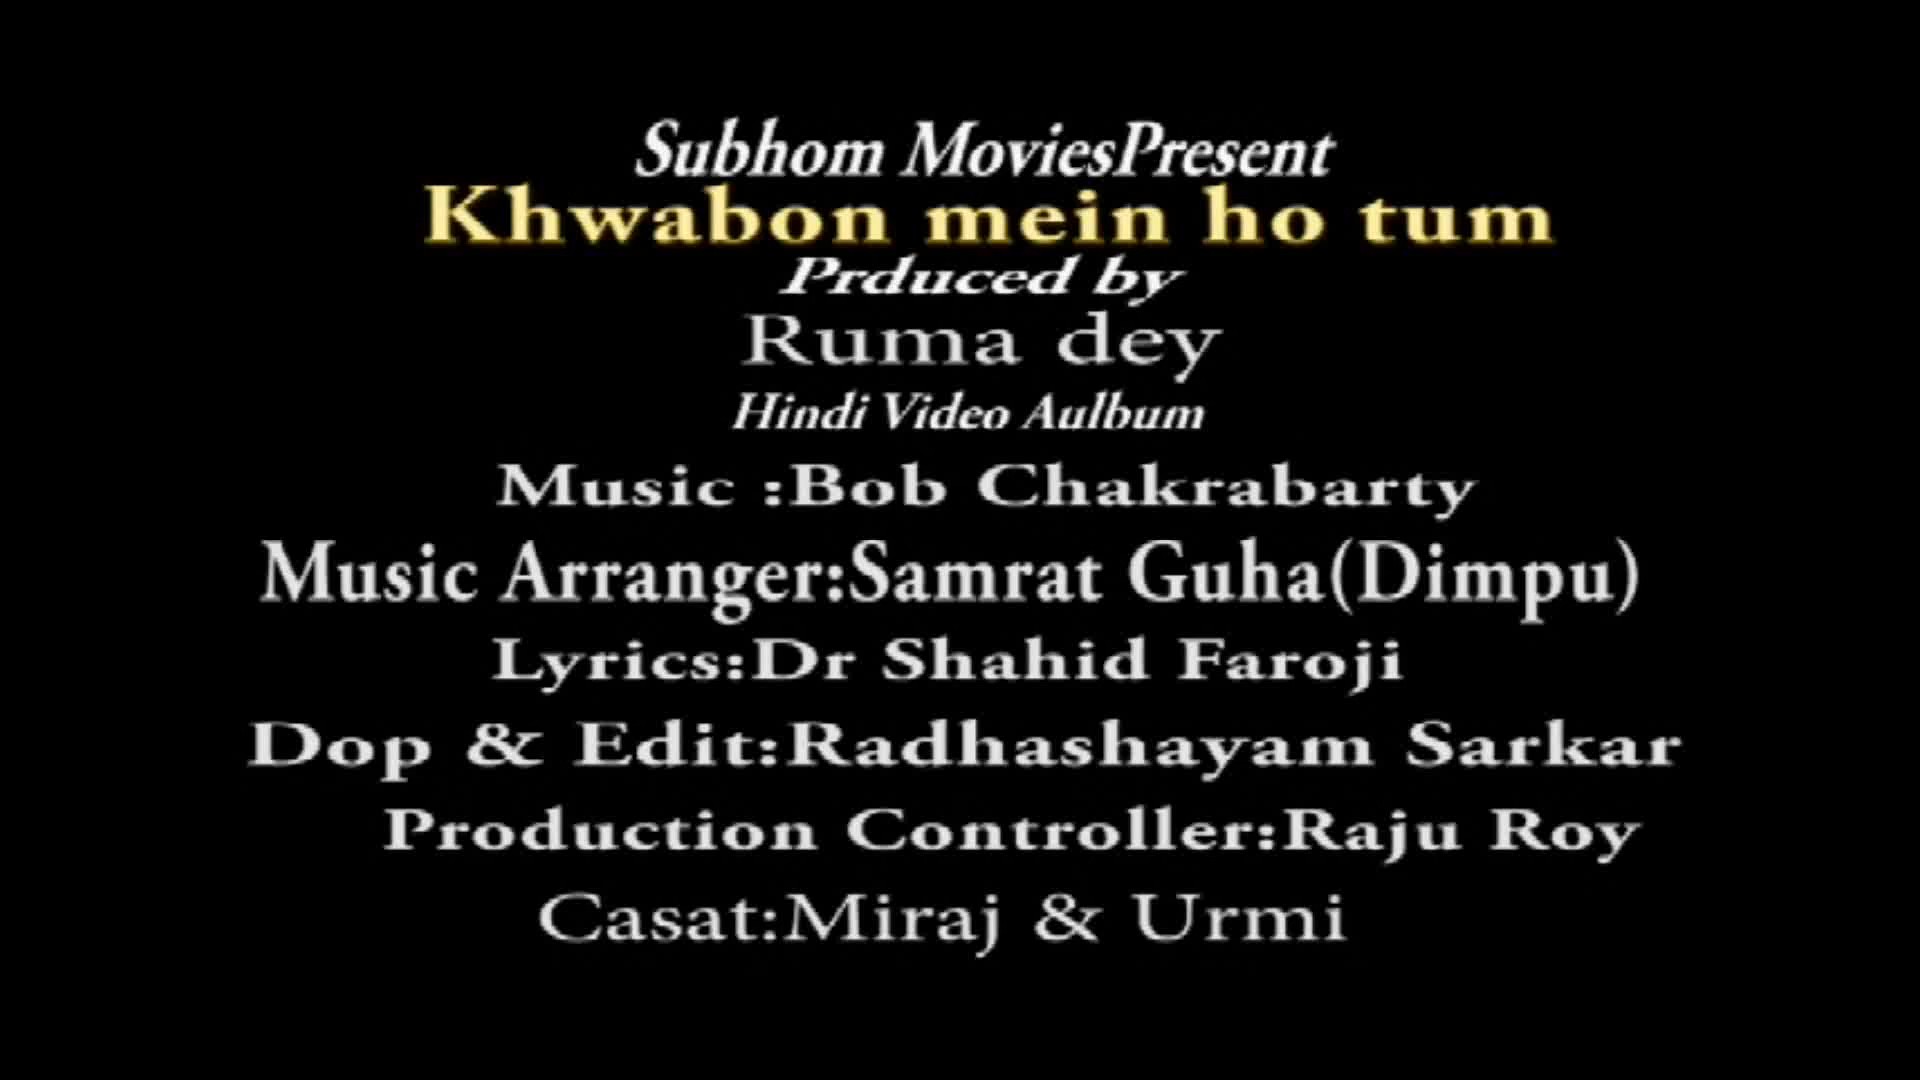 Subhom MoviesPresent
Khwabon mein ho tum
Prduced by
Ruma dey
Hindi Video Aulbum
Music :Bob Chakrabarty
Music Arranger:Samrat Guha(Dimpu)
Lyrics:Dr Shahid Faroji
Dop & Edit:Radhashayam Sarkar
Production Controller:Raju Roy
Casat:Miraj & Urmi